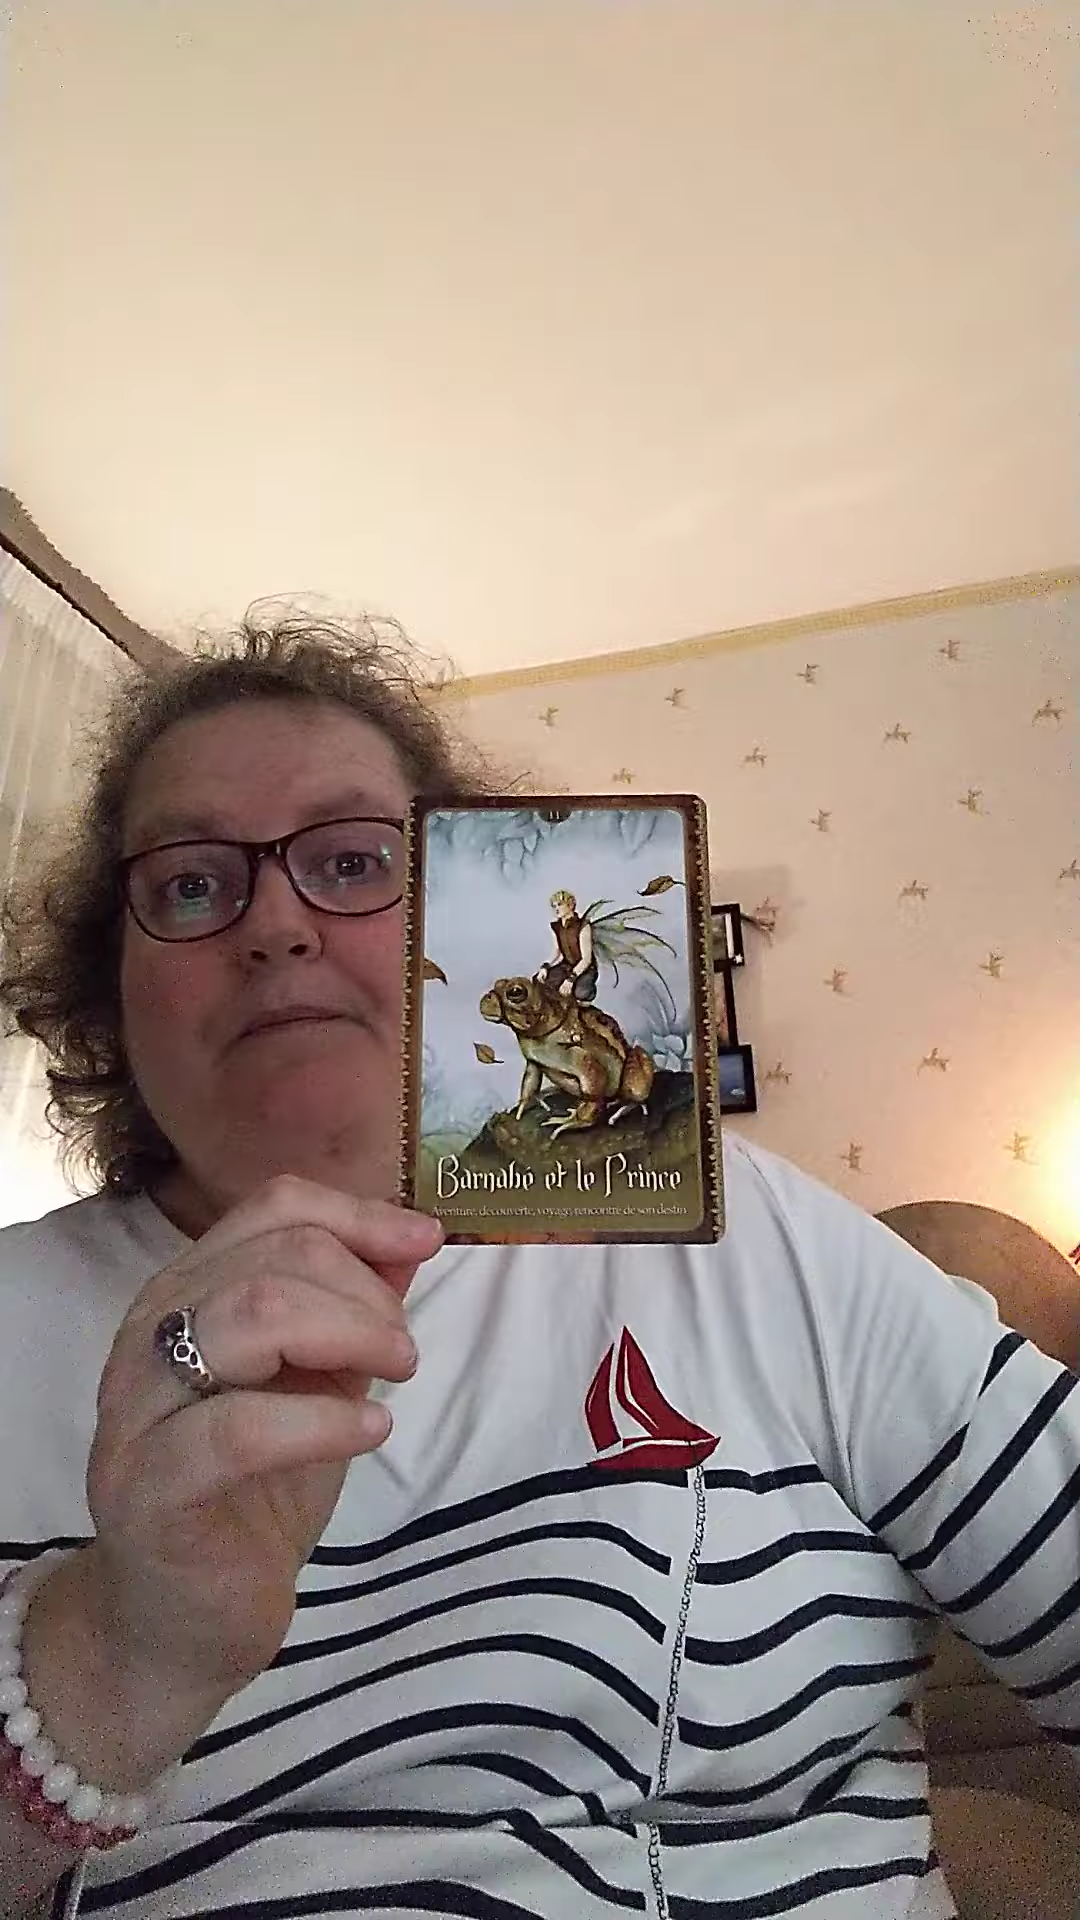 11
Barnabé et le Prince
Aventure, découverte, voyage, rencontre de son destin